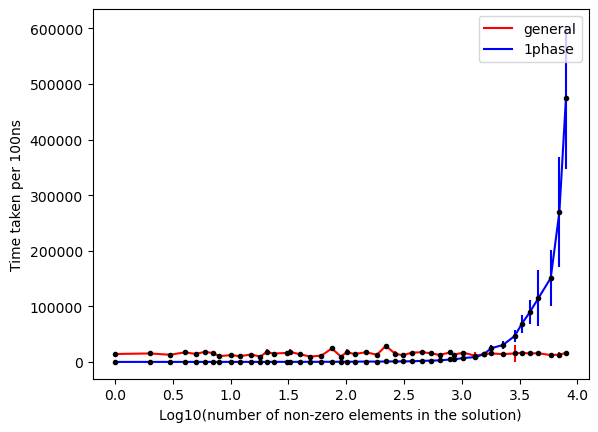 general
1phase
600000
500000
400000
300000
200000
100000
0
Time taken per 100ns
0.0 0.5 1.0 1.5 2.0 2.5 3.0 3.5 4.0
Log10(number of non-zero elements in the solution)